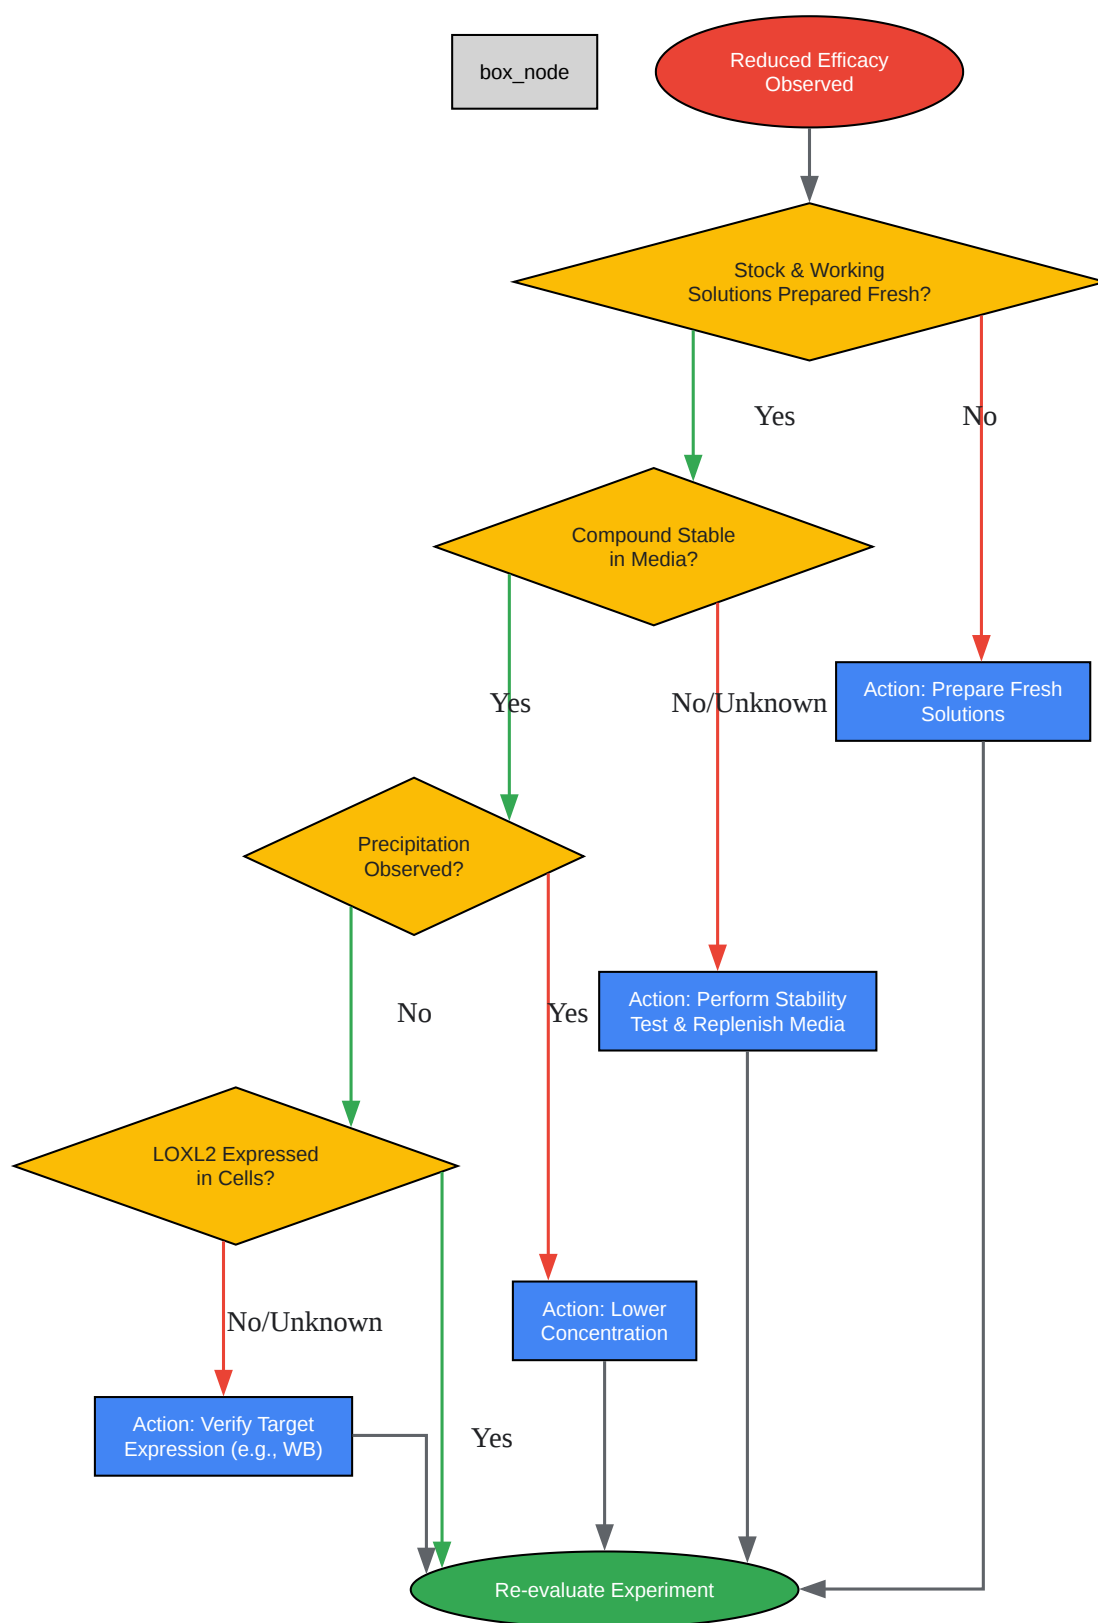 box_node
Reduced Efficacy
Observed
Stock & Working
Solutions Prepared Fresh?
Yes
No
Compound Stable
in Media?
Yes
No/Unknown
Action: Prepare Fresh
Solutions
Precipitation
Observed?
No
Yes
Action: Perform Stability
Test & Replenish Media
LOXL2 Expressed
in Cells?
No/Unknown
Action: Lower
Concentration
Action: Verify Target
Expression (e.g., WB)
Yes
Re-evaluate Experiment